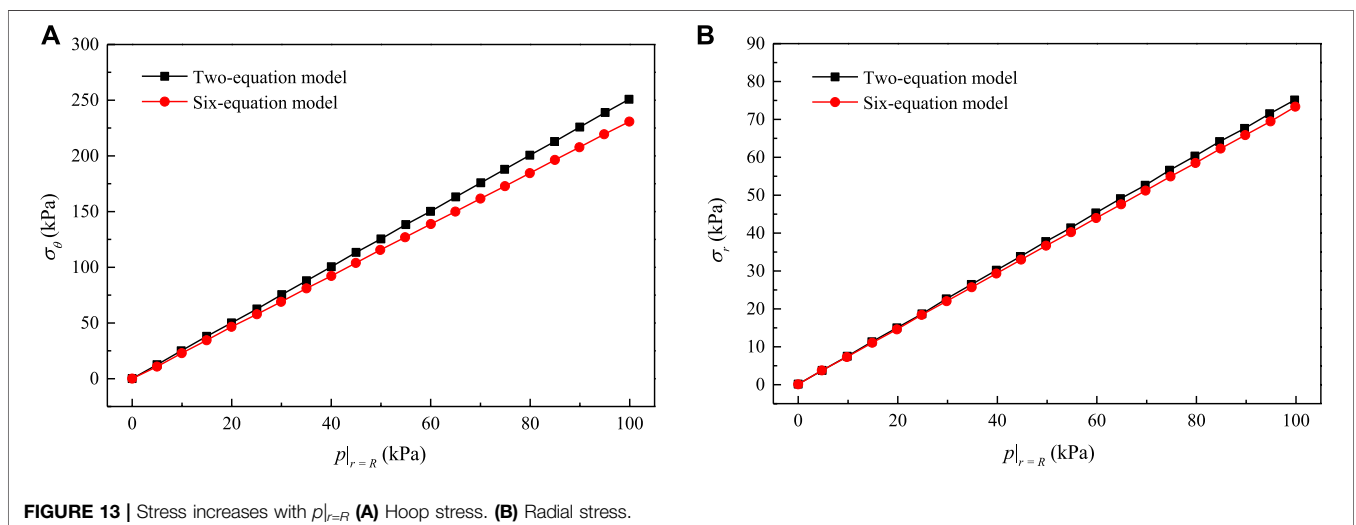 A
300
250
200
150
100
50
0
σθ (kPa)
Two-equation model
Six-equation model
0 20 40 60 80 100
p|r = R (kPa)
B
90
80
70
60
50
40
30
20
10
0
σr (kPa)
Two-equation model
Six-equation model
0 20 40 60 80 100
p|r = R (kPa)
FIGURE 13 | Stress increases with p|r=R (A) Hoop stress. (B) Radial stress.